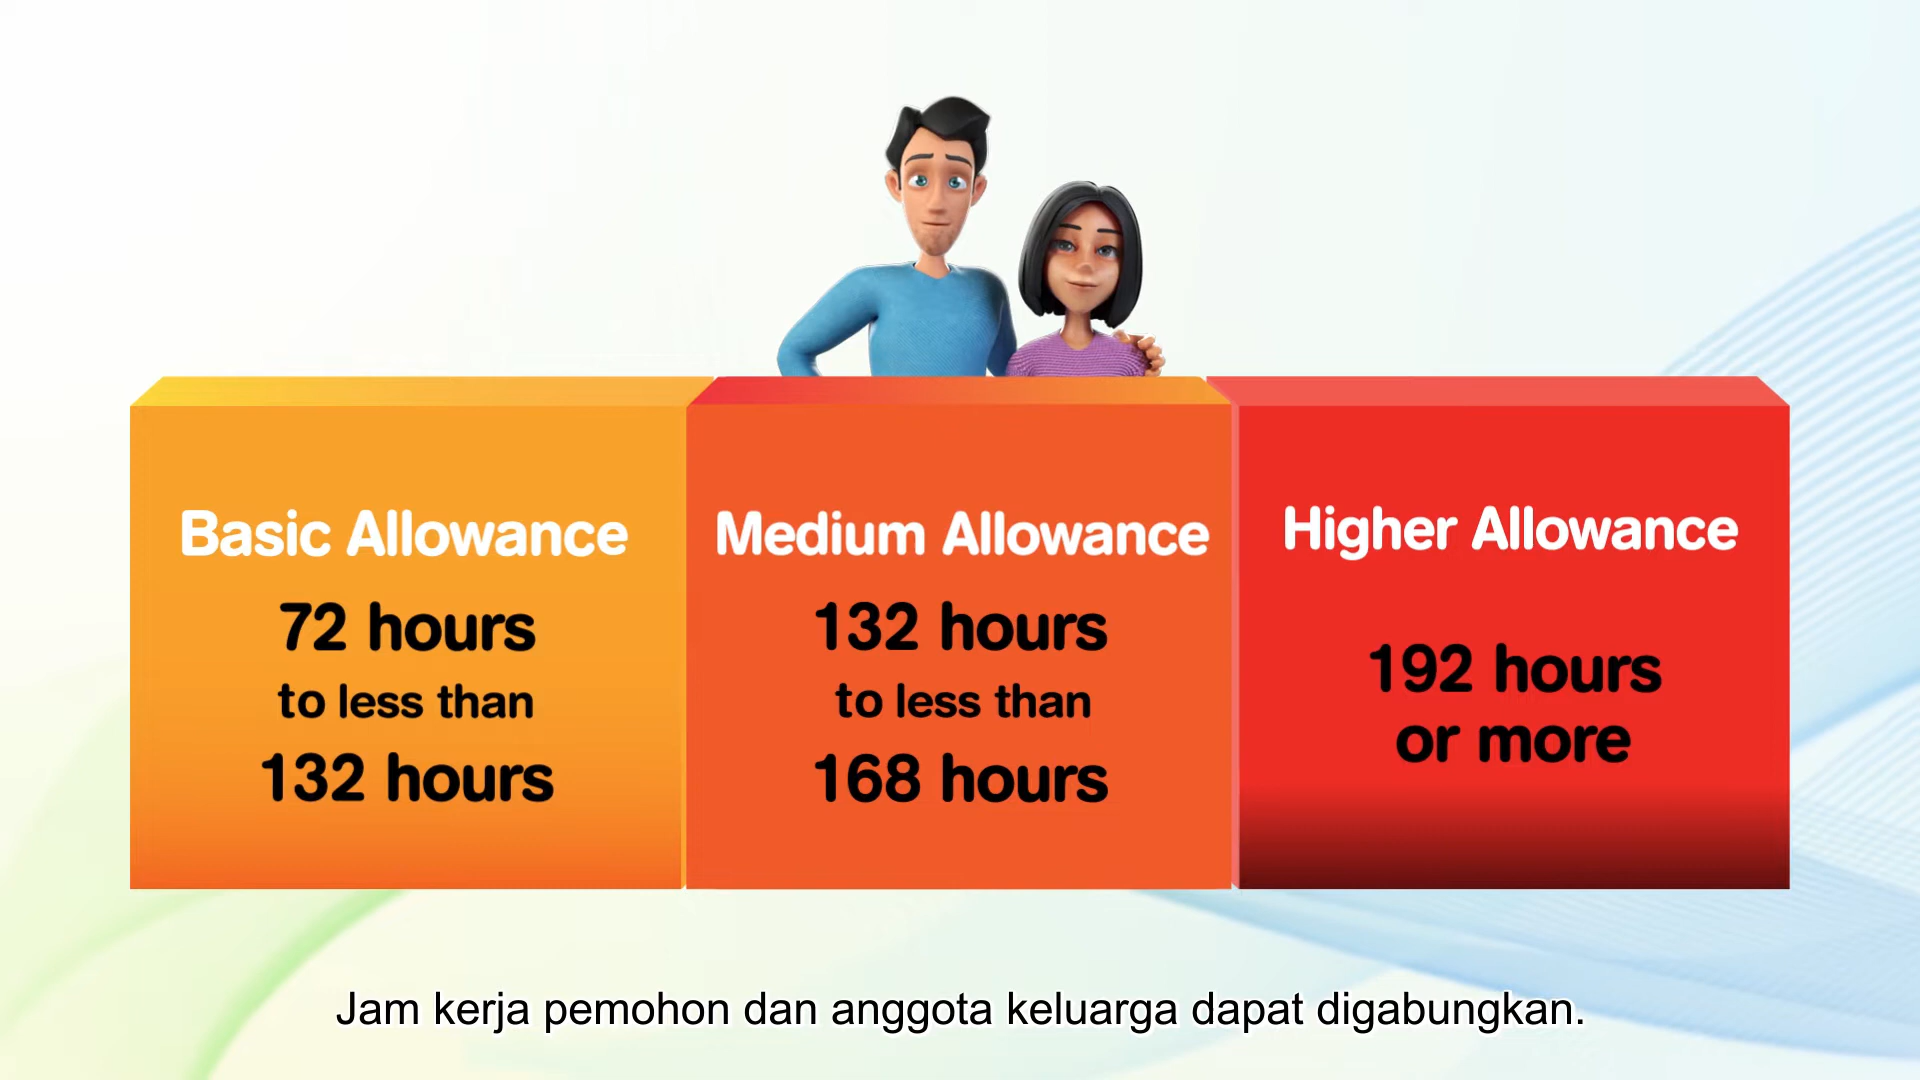 Basic Allowance
72 hours
to less than
132 hours
Medium Allowance
132 hours
to less than
168 hours
Higher Allowance
192 hours
or more
Jam kerja pemohon dan anggota keluarga dapat digabungkan.